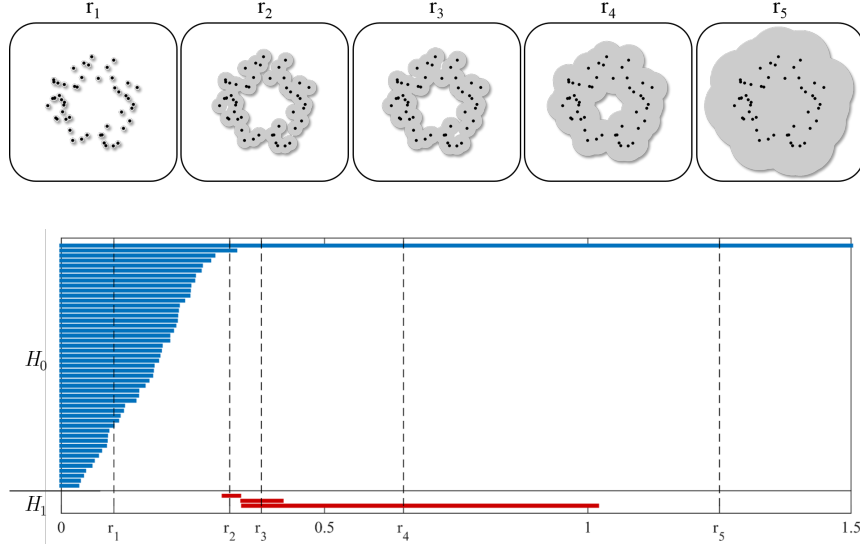 r₁ r₂ r₃ r₄ r₅
H₀
H₁
0 r₁ r₂ r₃ 0.5 r₄ 1 r₅ 1.5